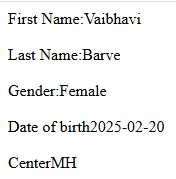 First Name:Vaibhavi
Last Name:Barve
Gender:Female
Date of birth2025-02-20
CenterMH